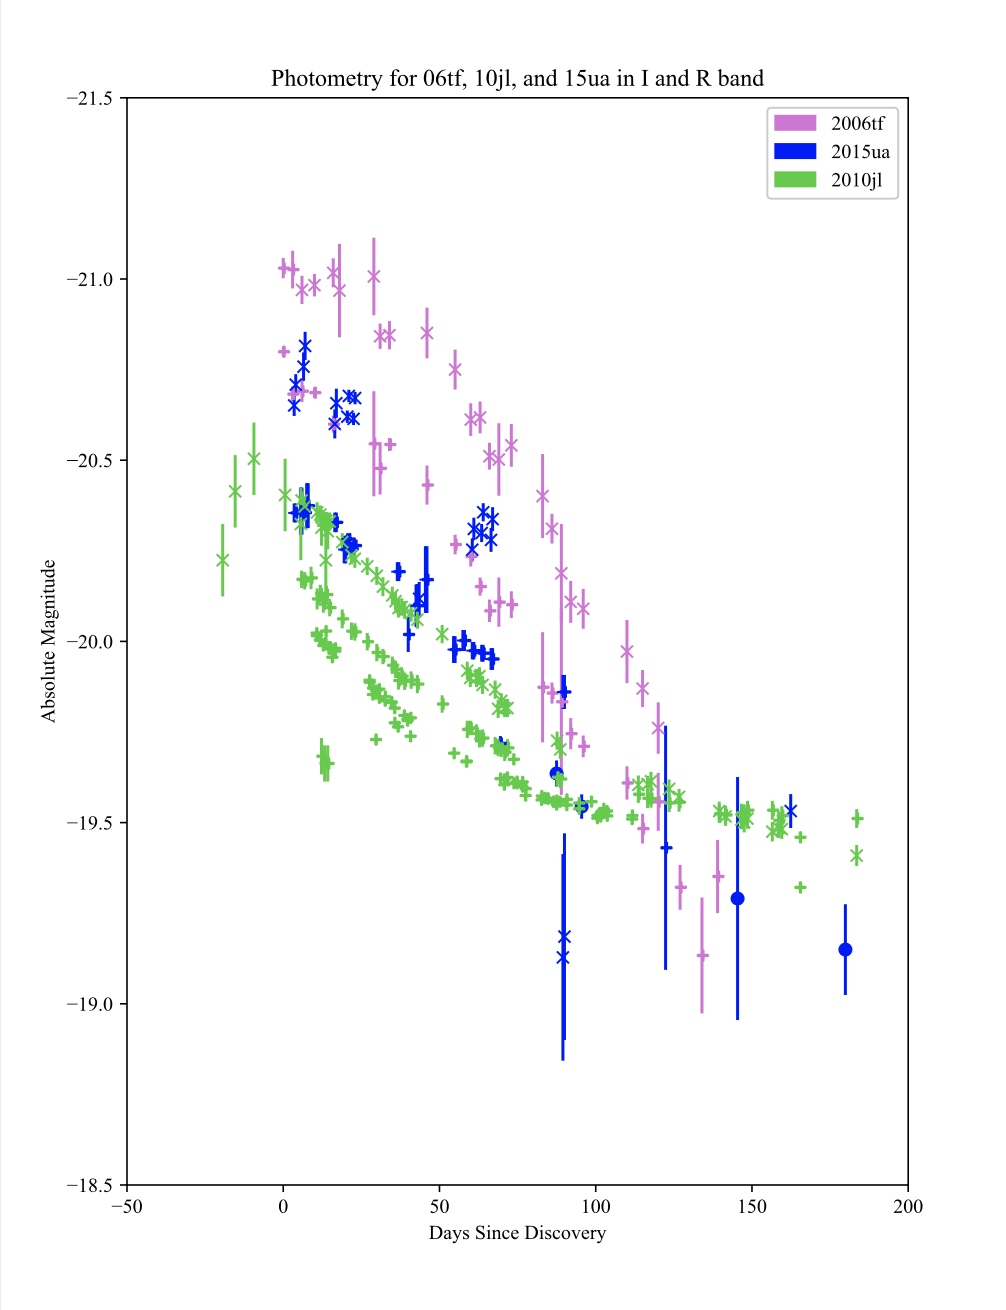 Photometry for 06tf, 10jl, and 15ua in I and R band
−21.5
2006tf
2015ua
2010jl
−21.0
−20.5
Absolute Magnitude
−20.0
−19.5
−19.0
−18.5
−50 0 50 100 150 200
Days Since Discovery